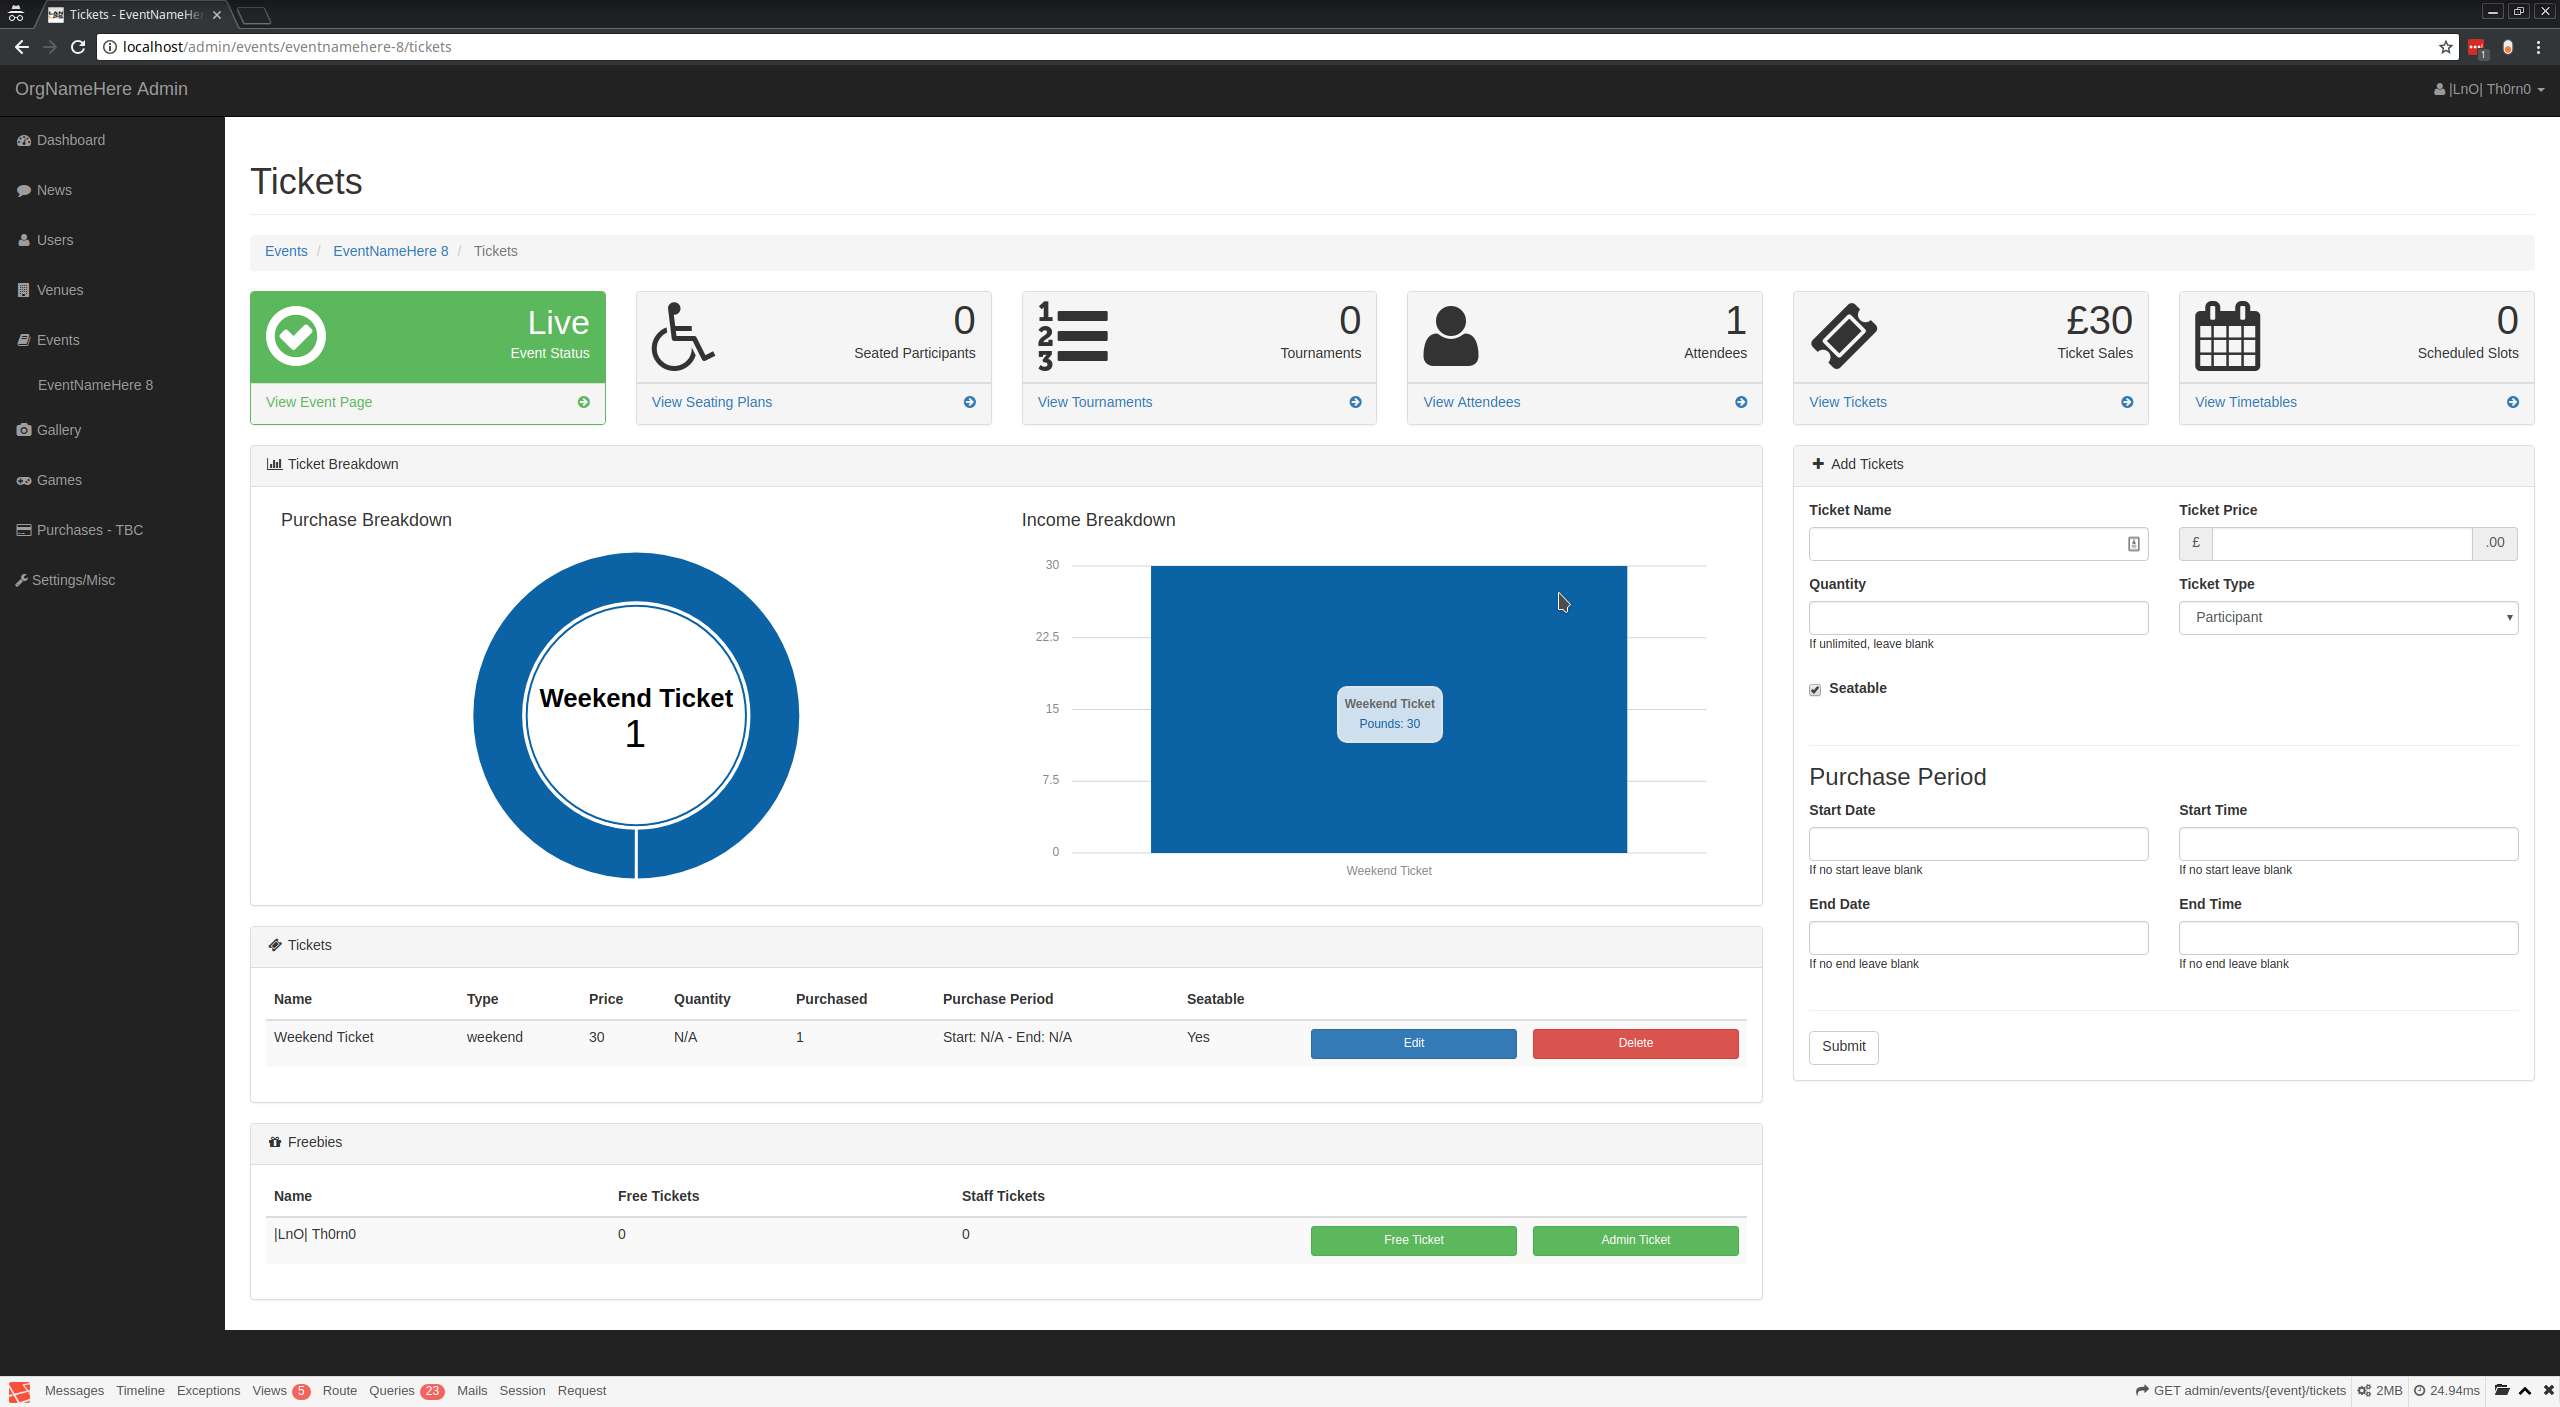 Tickets - EventNameHe
localhost/admin/events/eventnamehere-8/tickets
OrgNameHere Admin
|LnO| Th0rn0
Dashboard
News
Users
Venues
Events
EventNameHere 8
Gallery
Games
Purchases - TBC
Settings/Misc
Tickets
Events / EventNameHere 8 / Tickets
Live
Event Status
View Event Page
0
Seated Participants
View Seating Plans
1
2
3
0
Tournaments
View Tournaments
1
Attendees
View Attendees
£30
Ticket Sales
View Tickets
0
Scheduled Slots
View Timetables
Ticket Breakdown
Purchase Breakdown
Weekend Ticket
1
Income Breakdown
30
22.5
15
7.5
0
Weekend Ticket
Pounds: 30
Weekend Ticket
Tickets
Name Type Price Quantity Purchased Purchase Period Seatable
Weekend Ticket weekend 30 N/A 1 Start: N/A - End: N/A Yes Edit Delete
Freebies
Name Free Tickets Staff Tickets
|LnO| Th0rn0 0 0 Free Ticket Admin Ticket
Add Tickets
Ticket Name Ticket Price
£ .00
Quantity Ticket Type
Participant
If unlimited, leave blank
Seatable
Purchase Period
Start Date Start Time
If no start leave blank If no start leave blank
End Date End Time
If no end leave blank If no end leave blank
Submit
Messages Timeline Exceptions Views 5 Route Queries 23 Mails Session Request
GET admin/events/{event}/tickets 2MB 24.94ms